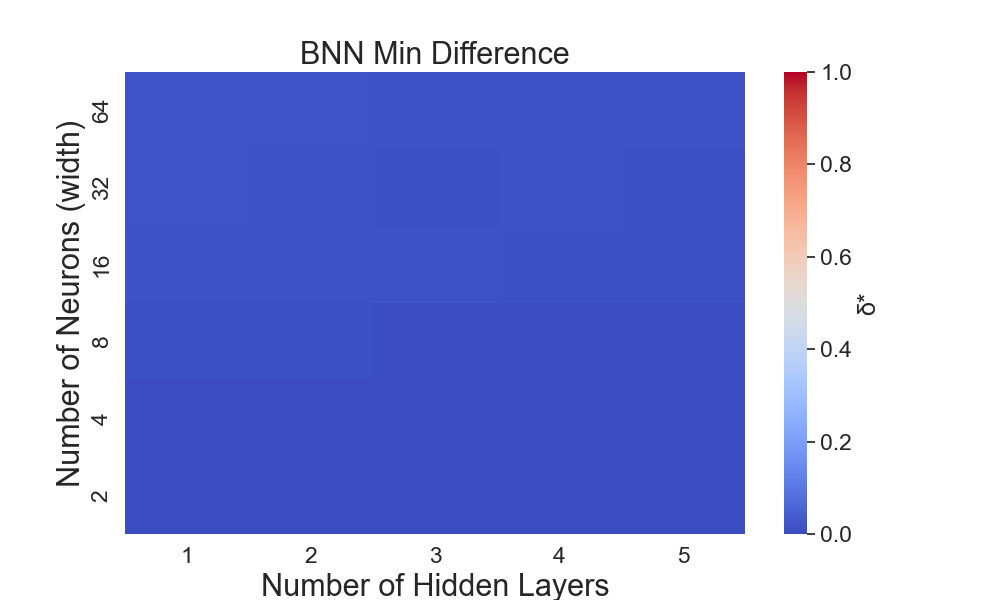 BNN Min Difference
Number of Neurons (width)
64
32
16
8
4
2
1 2 3 4 5
Number of Hidden Layers
1.0
0.8
0.6
0.4
0.2
0.0
δ*